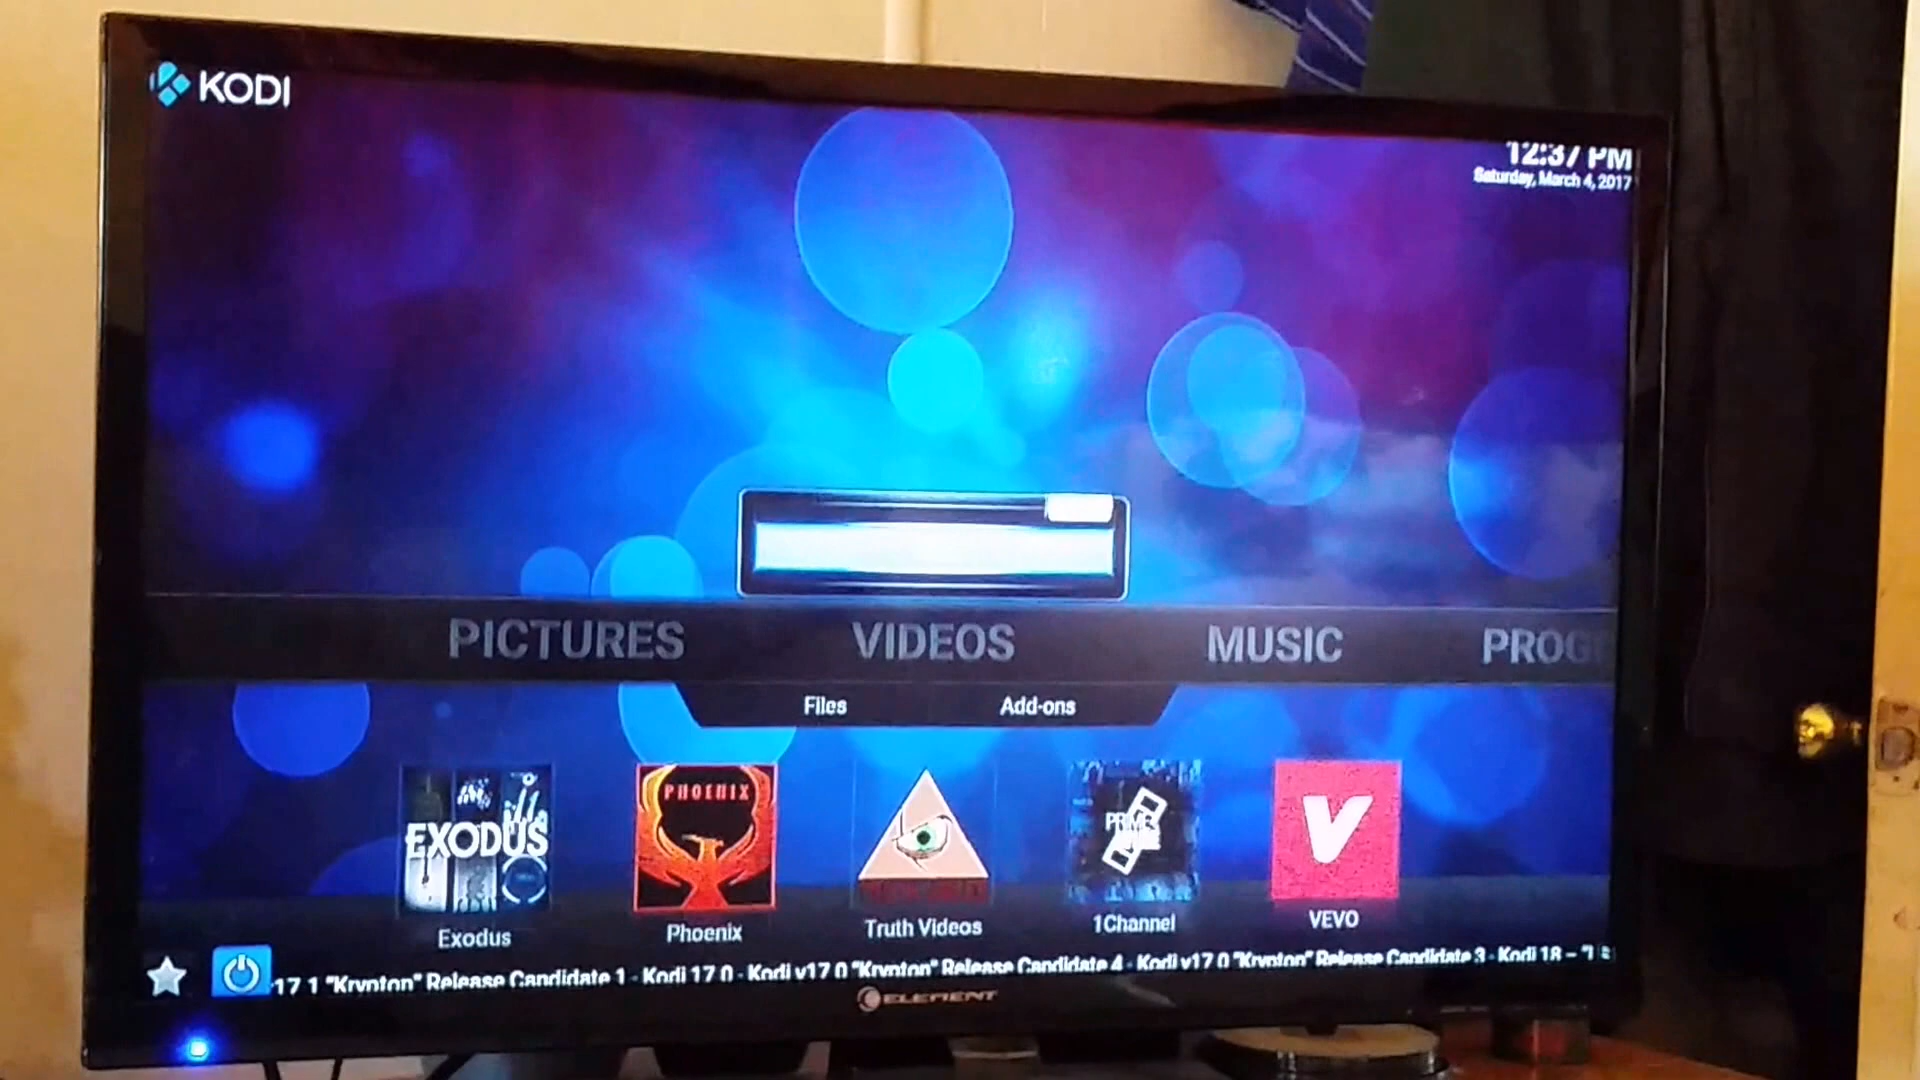 KODI
12:37 PM
Saturday, March 4, 2017
PICTURES VIDEOS MUSIC PROG
Files Add-ons
EXODUS PHOENIX PRIME V
Exodus Phoenix Truth Videos 1Channel VEVO
17.1 "Krypton" Release Candidate 1 - Kodi 17.0 - Kodi v17.0 "Krypton" Release Candidate 4 - Kodi v17.0 "Krypton" Release Candidate 3 - Kodi 18 -
ELEMENT